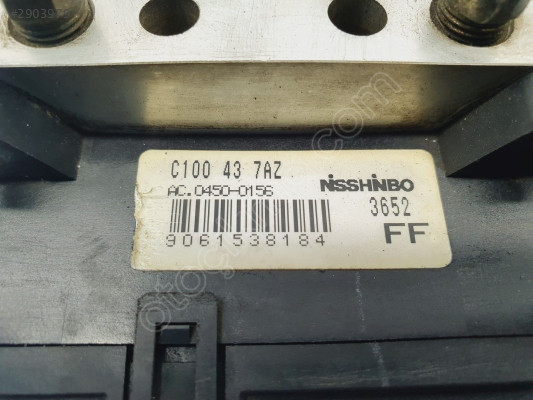 C100 43 7AZ
NISSHINBO
AC.0450-0156
3652
9061538184
FF